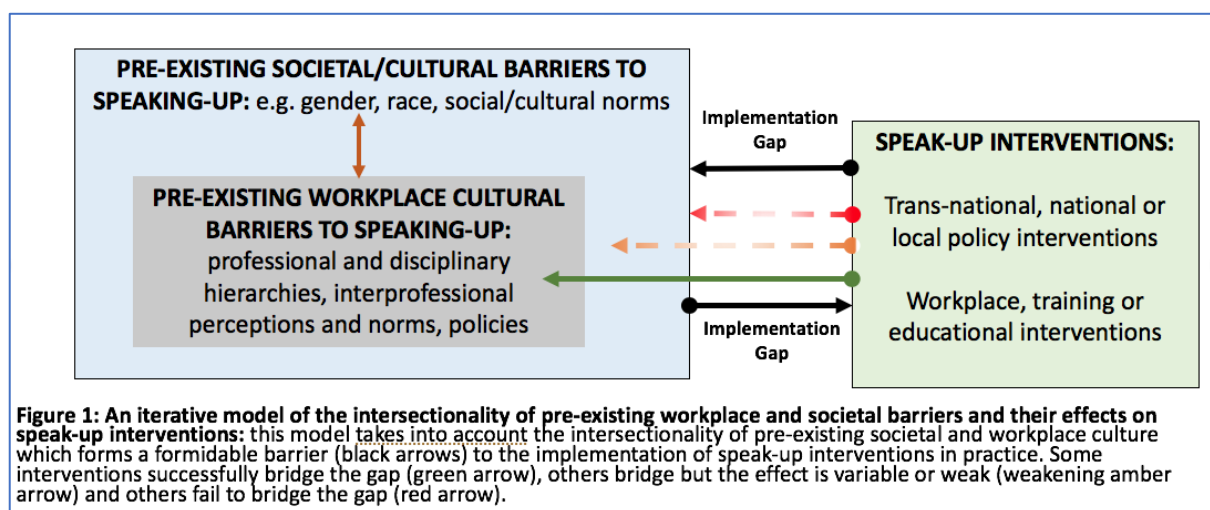 PRE-EXISTING SOCIETAL/CULTURAL BARRIERS TO
SPEAKING-UP: e.g. gender, race, social/cultural norms
PRE-EXISTING WORKPLACE CULTURAL
BARRIERS TO SPEAKING-UP:
professional and disciplinary
hierarchies, interprofessional
perceptions and norms, policies
Implementation
Gap
Implementation
Gap
SPEAK-UP INTERVENTIONS:
Trans-national, national or
local policy interventions
Workplace, training or
educational interventions
Figure 1: An iterative model of the intersectionality of pre-existing workplace and societal barriers and their effects on
speak-up interventions: this model takes into account the intersectionality of pre-existing societal and workplace culture
which forms a formidable barrier (black arrows) to the implementation of speak-up interventions in practice. Some
interventions successfully bridge the gap (green arrow), others bridge but the effect is variable or weak (weakening amber
arrow) and others fail to bridge the gap (red arrow).